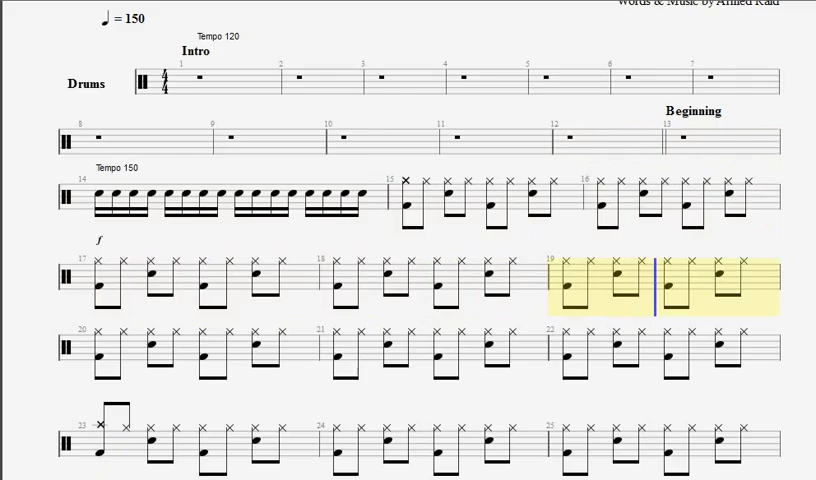 Words & Music by Ahmed Raid
= 150
Tempo 120
Intro
1 2 3 4 5 6 7
Drums
4
4
Beginning
8 9 10 11 12 13
Tempo 150
14 15 16
f
17 18 19
20 21 22
23 24 25